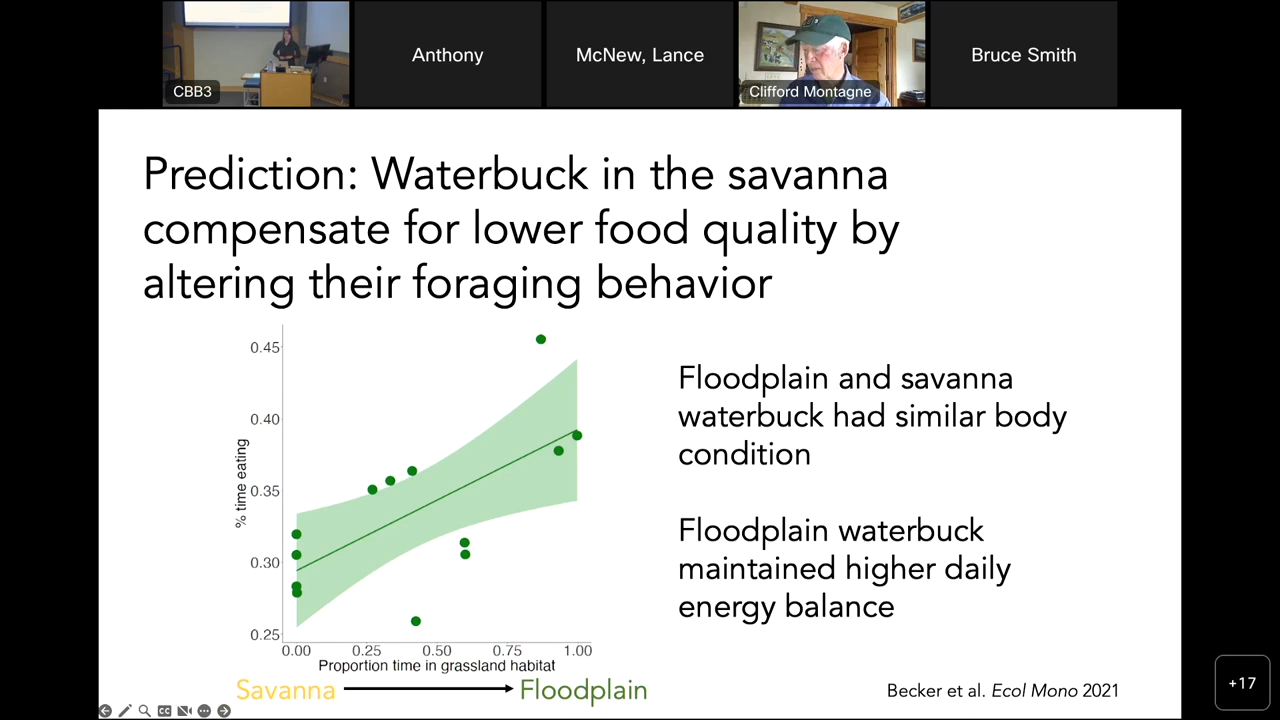 CBB3
Anthony
McNew, Lance
Clifford Montagne
Bruce Smith
Prediction: Waterbuck in the savanna
compensate for lower food quality by
altering their foraging behavior
0.45
0.40
0.35
0.30
0.25
% time eating
0.00 0.25 0.50 0.75 1.00
Proportion time in grassland habitat
Savanna Floodplain
Floodplain and savanna
waterbuck had similar body
condition
Floodplain waterbuck
maintained higher daily
energy balance
Becker et al. Ecol Mono 2021
+17